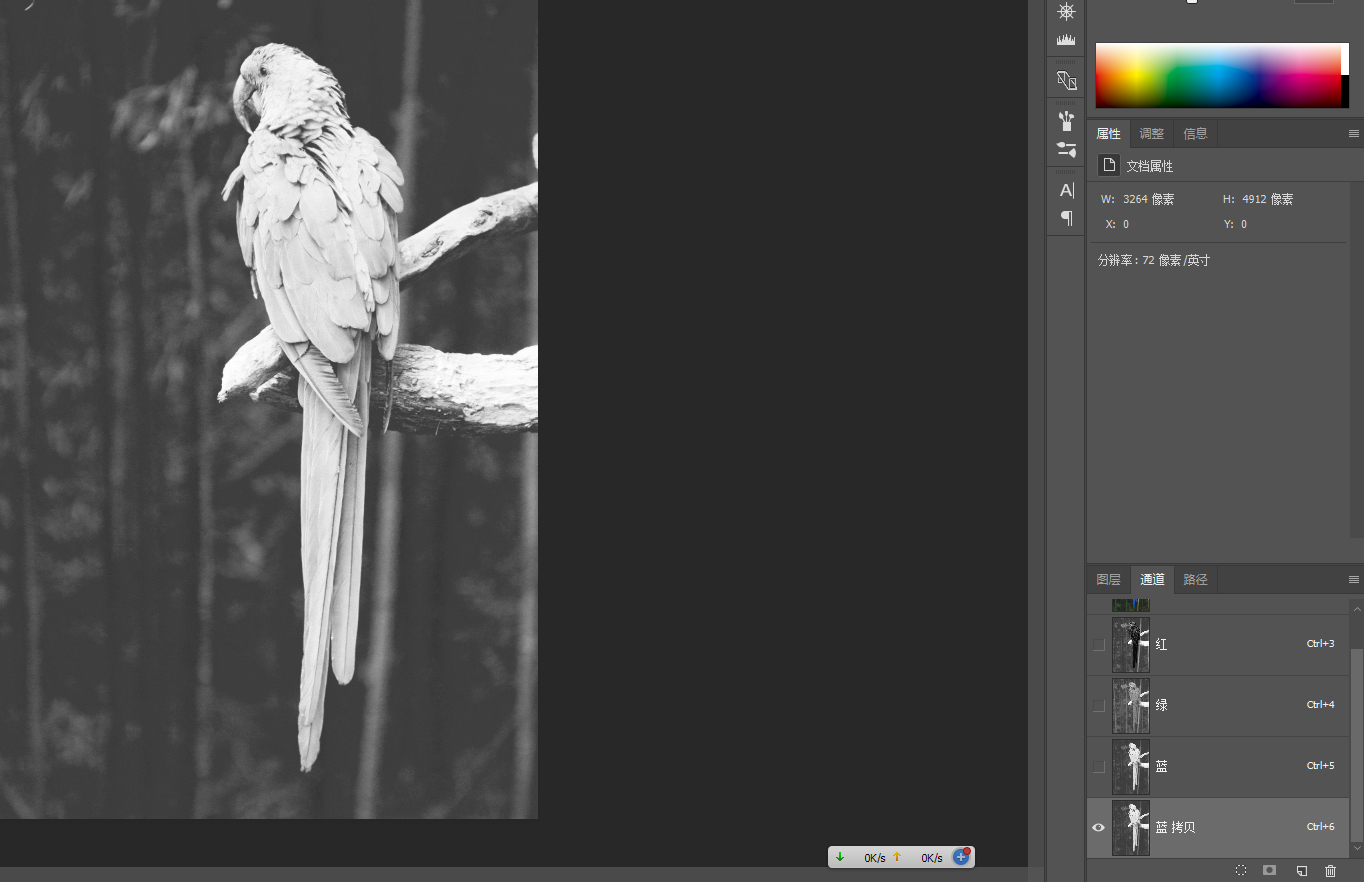 属性 调整 信息
文档属性
W: 3264 像素 H: 4912 像素
X: 0 Y: 0
分辨率 : 72 像素/英寸
A|
图层 通道 路径
红 Ctrl+3
绿 Ctrl+4
蓝 Ctrl+5
蓝 拷贝 Ctrl+6
0K/s 0K/s